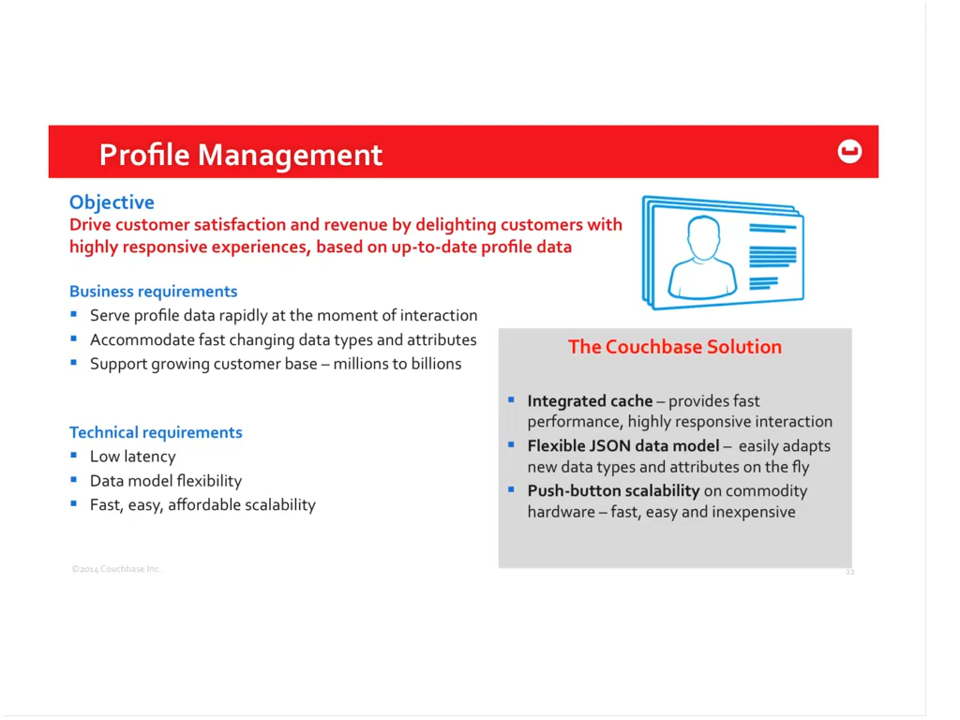 Profile Management
Objective
Drive customer satisfaction and revenue by delighting customers with
highly responsive experiences, based on up-to-date profile data
Business requirements
Serve profile data rapidly at the moment of interaction
Accommodate fast changing data types and attributes
Support growing customer base – millions to billions
Technical requirements
Low latency
Data model flexibility
Fast, easy, affordable scalability
The Couchbase Solution
Integrated cache – provides fast
performance, highly responsive interaction
Flexible JSON data model – easily adapts
new data types and attributes on the fly
Push-button scalability on commodity
hardware – fast, easy and inexpensive
©2014 Couchbase Inc.